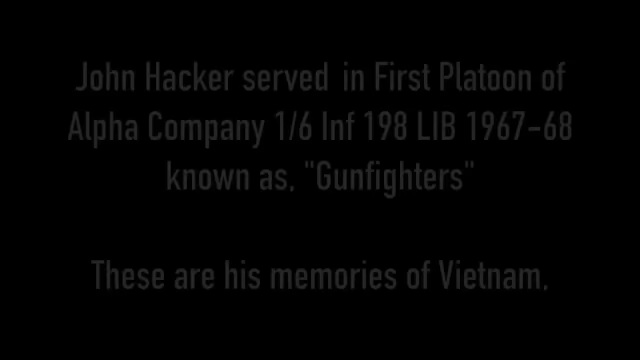 John Hacker served in First Platoon of
Alpha Company 1/6 Inf 198 LIB 1967-68
known as, "Gunfighters"
These are his memories of Vietnam,